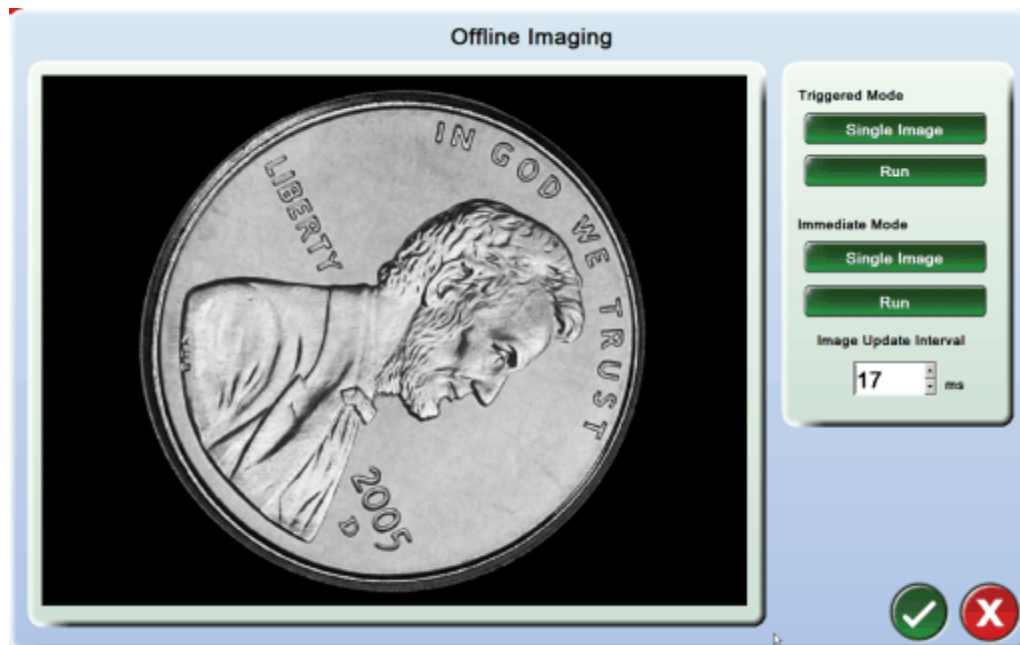 Offline Imaging
IN GOD WE TRUST
LIBERTY
2005
D
Triggered Mode
Single Image
Run
Immediate Mode
Single Image
Run
Image Update Interval
17 ms